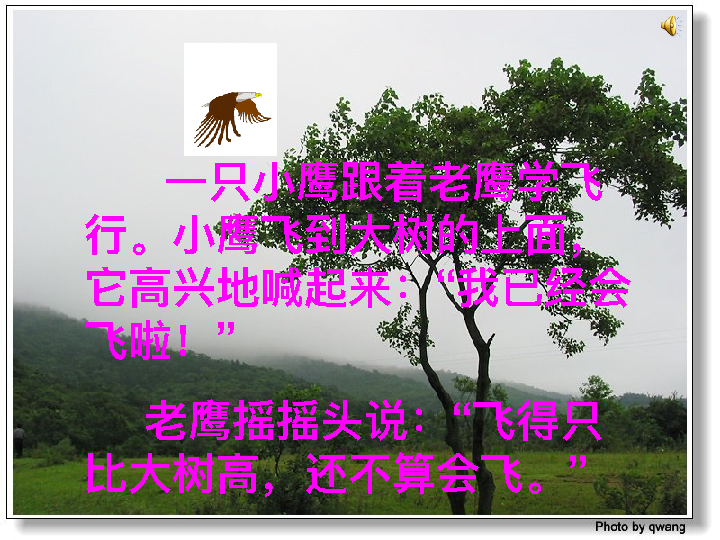 一只小鹰跟着老鹰学飞
行。小鹰飞到大树的上面，
它高兴地喊起来：“我已经会
飞啦！”
老鹰摇摇头说：“飞得只
比大树高，还不算会飞。”
Photo by qwang